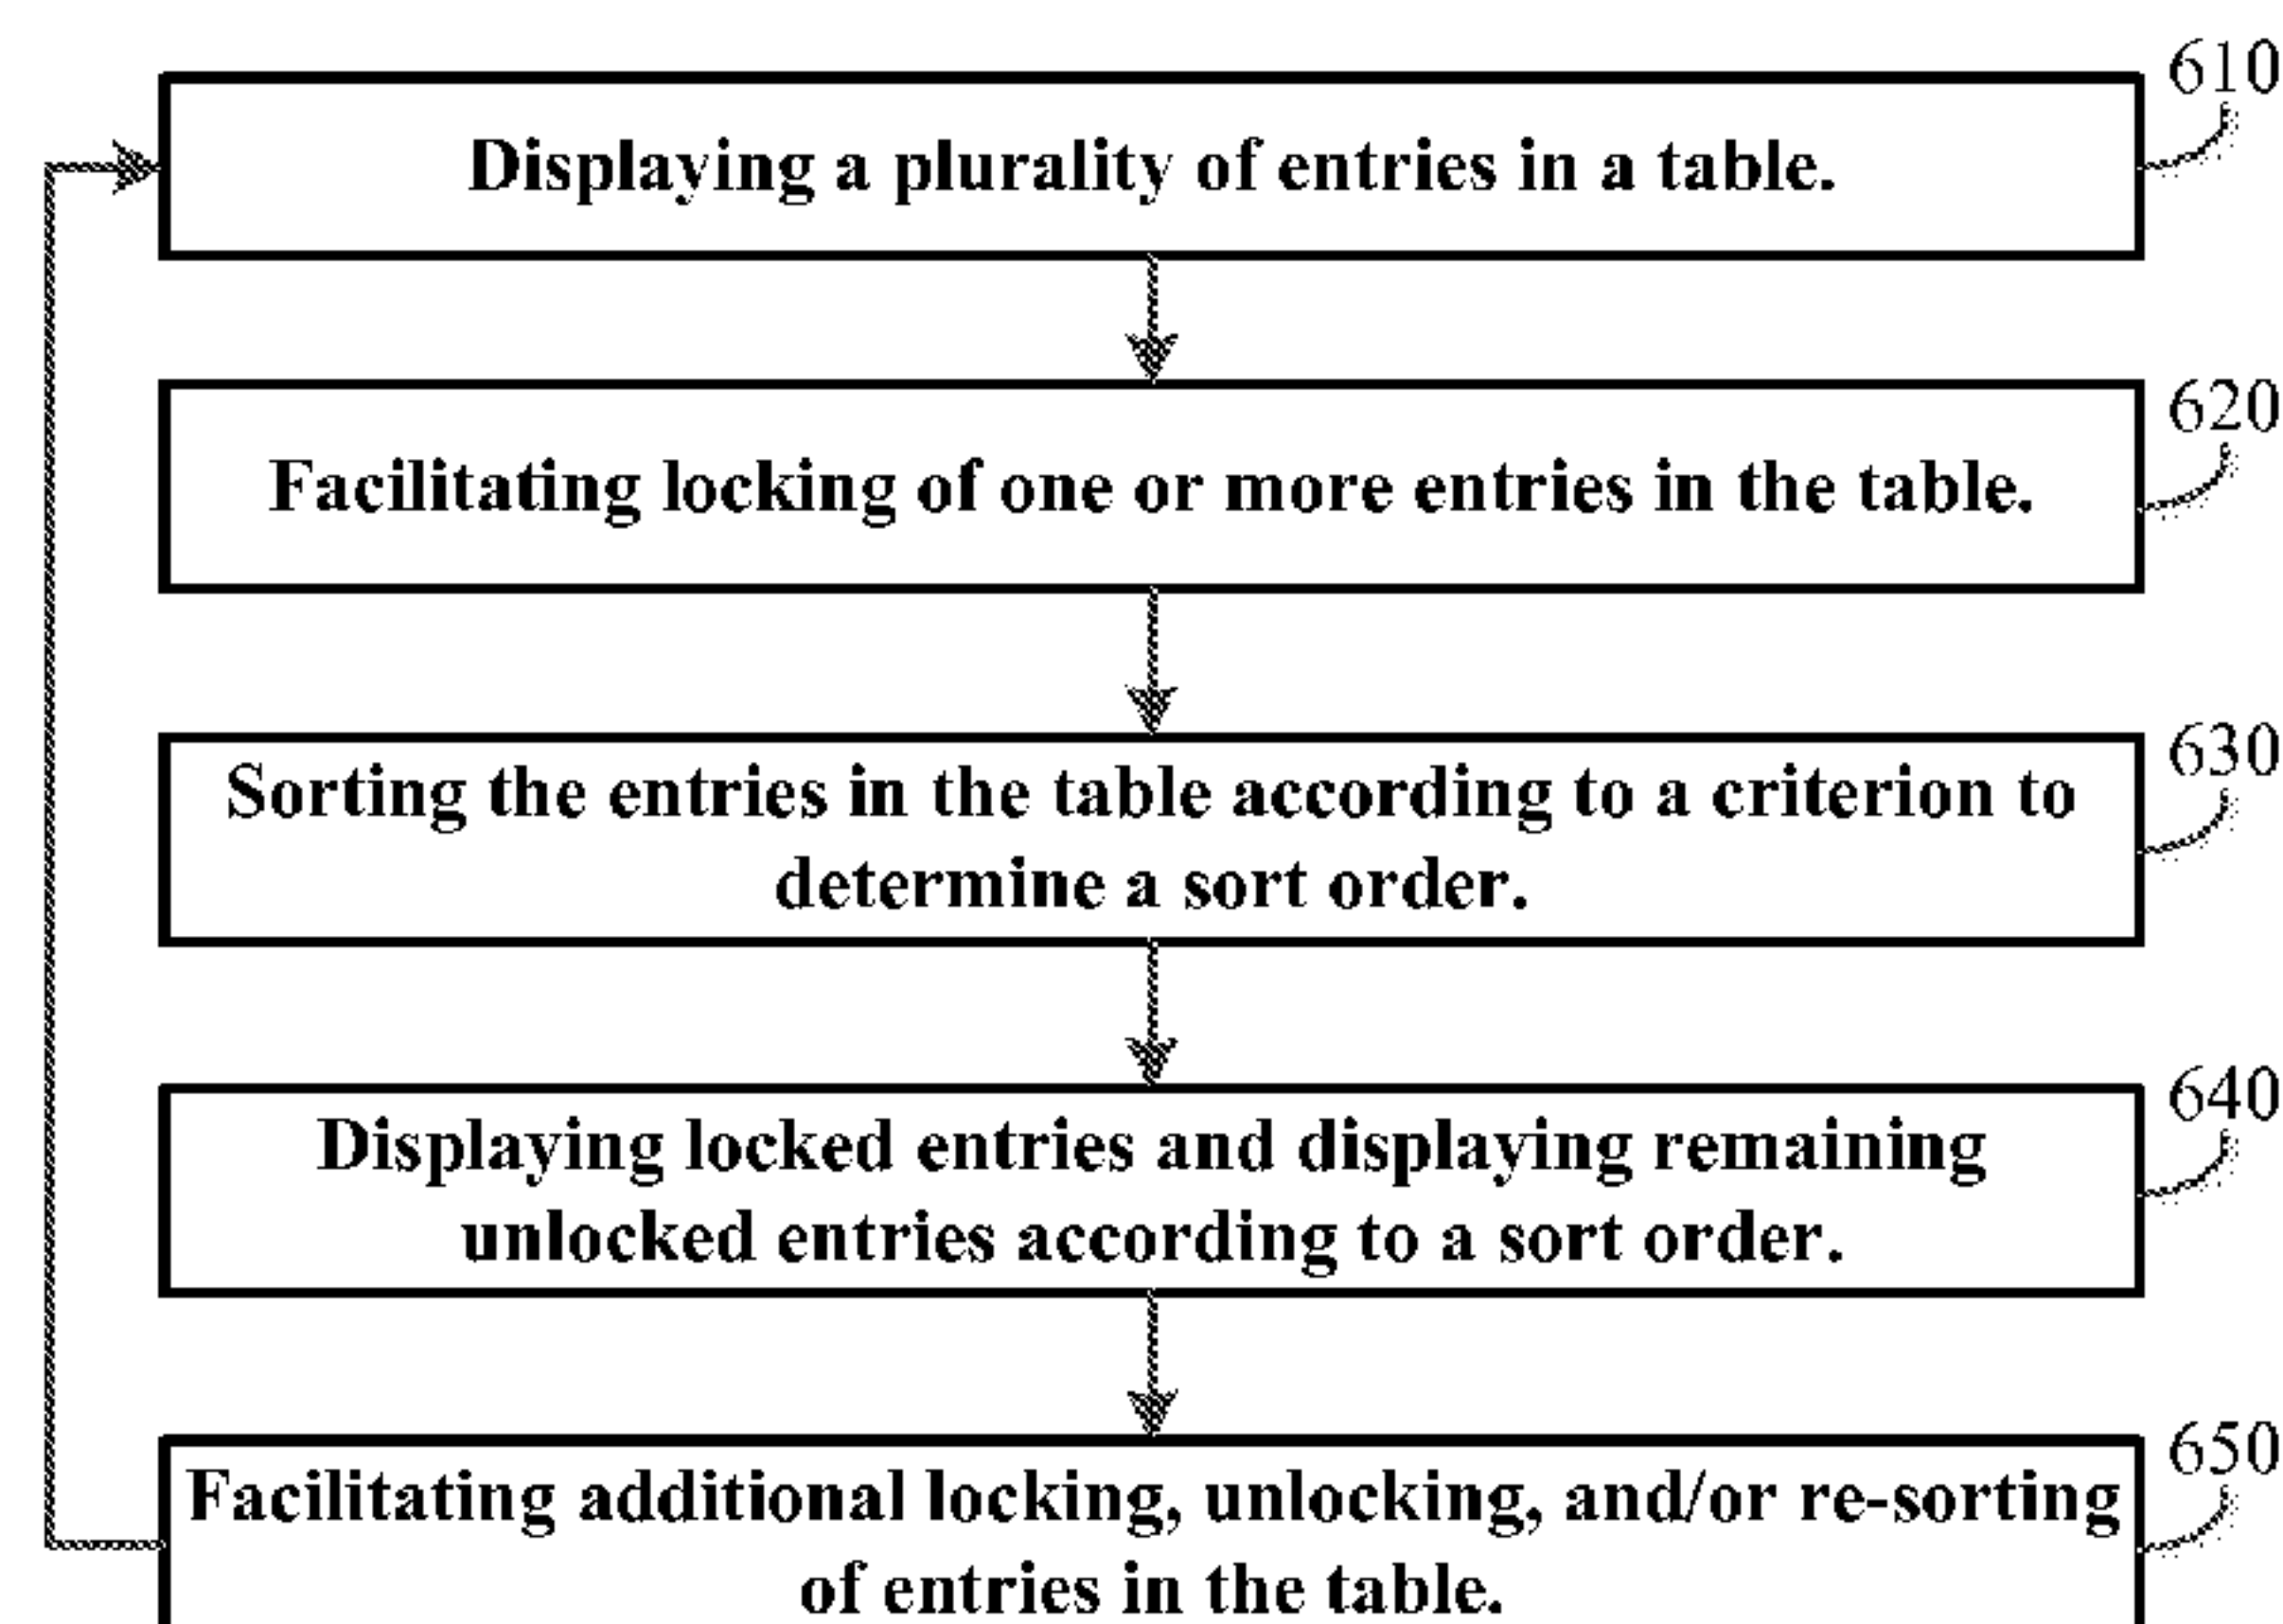 610
Displaying a plurality of entries in a table.
620
Facilitating locking of one or more entries in the table.
630
Sorting the entries in the table according to a criterion to
determine a sort order.
640
Displaying locked entries and displaying remaining
unlocked entries according to a sort order.
650
Facilitating additional locking, unlocking, and/or re-sorting
of entries in the table.